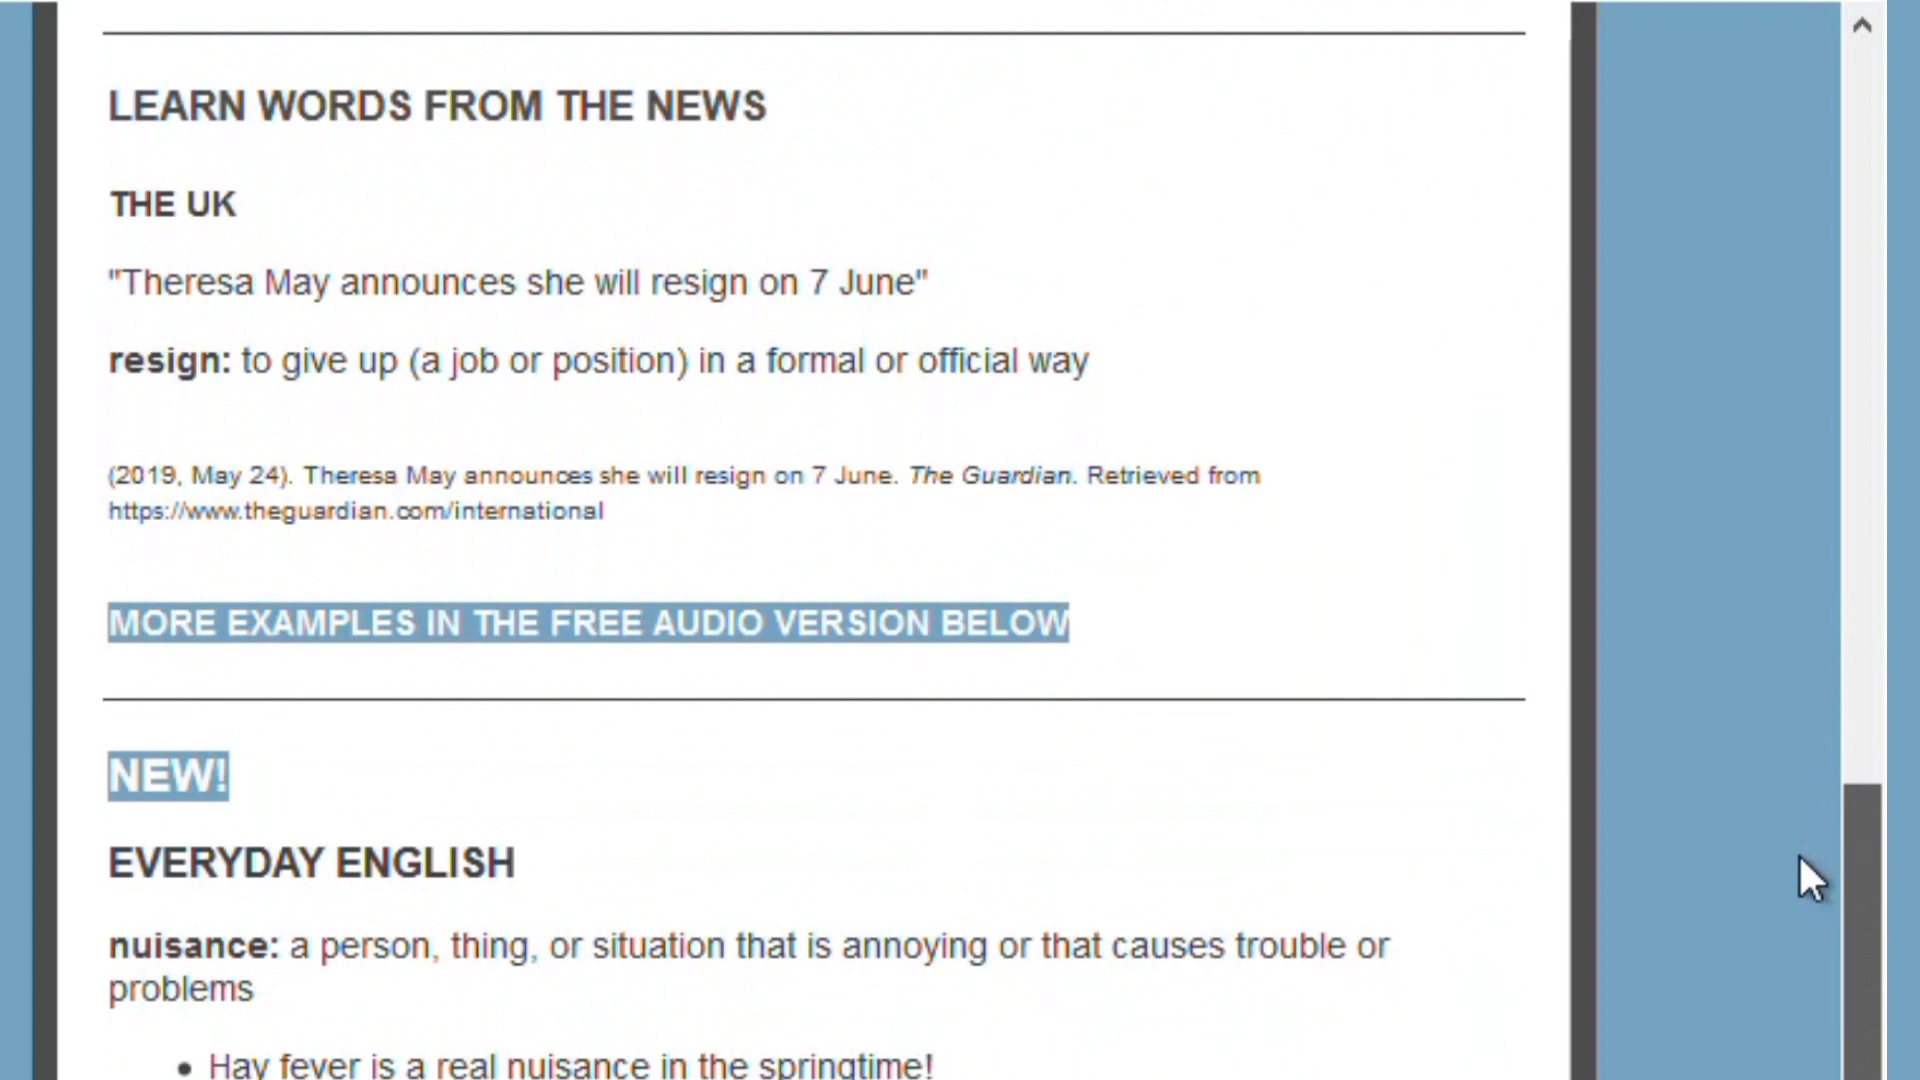 LEARN WORDS FROM THE NEWS
THE UK
"Theresa May announces she will resign on 7 June"
resign: to give up (a job or position) in a formal or official way
(2019, May 24). Theresa May announces she will resign on 7 June. The Guardian. Retrieved from
https://www.theguardian.com/international
MORE EXAMPLES IN THE FREE AUDIO VERSION BELOW
NEW!
EVERYDAY ENGLISH
nuisance: a person, thing, or situation that is annoying or that causes trouble or
problems
• Hay fever is a real nuisance in the springtime!